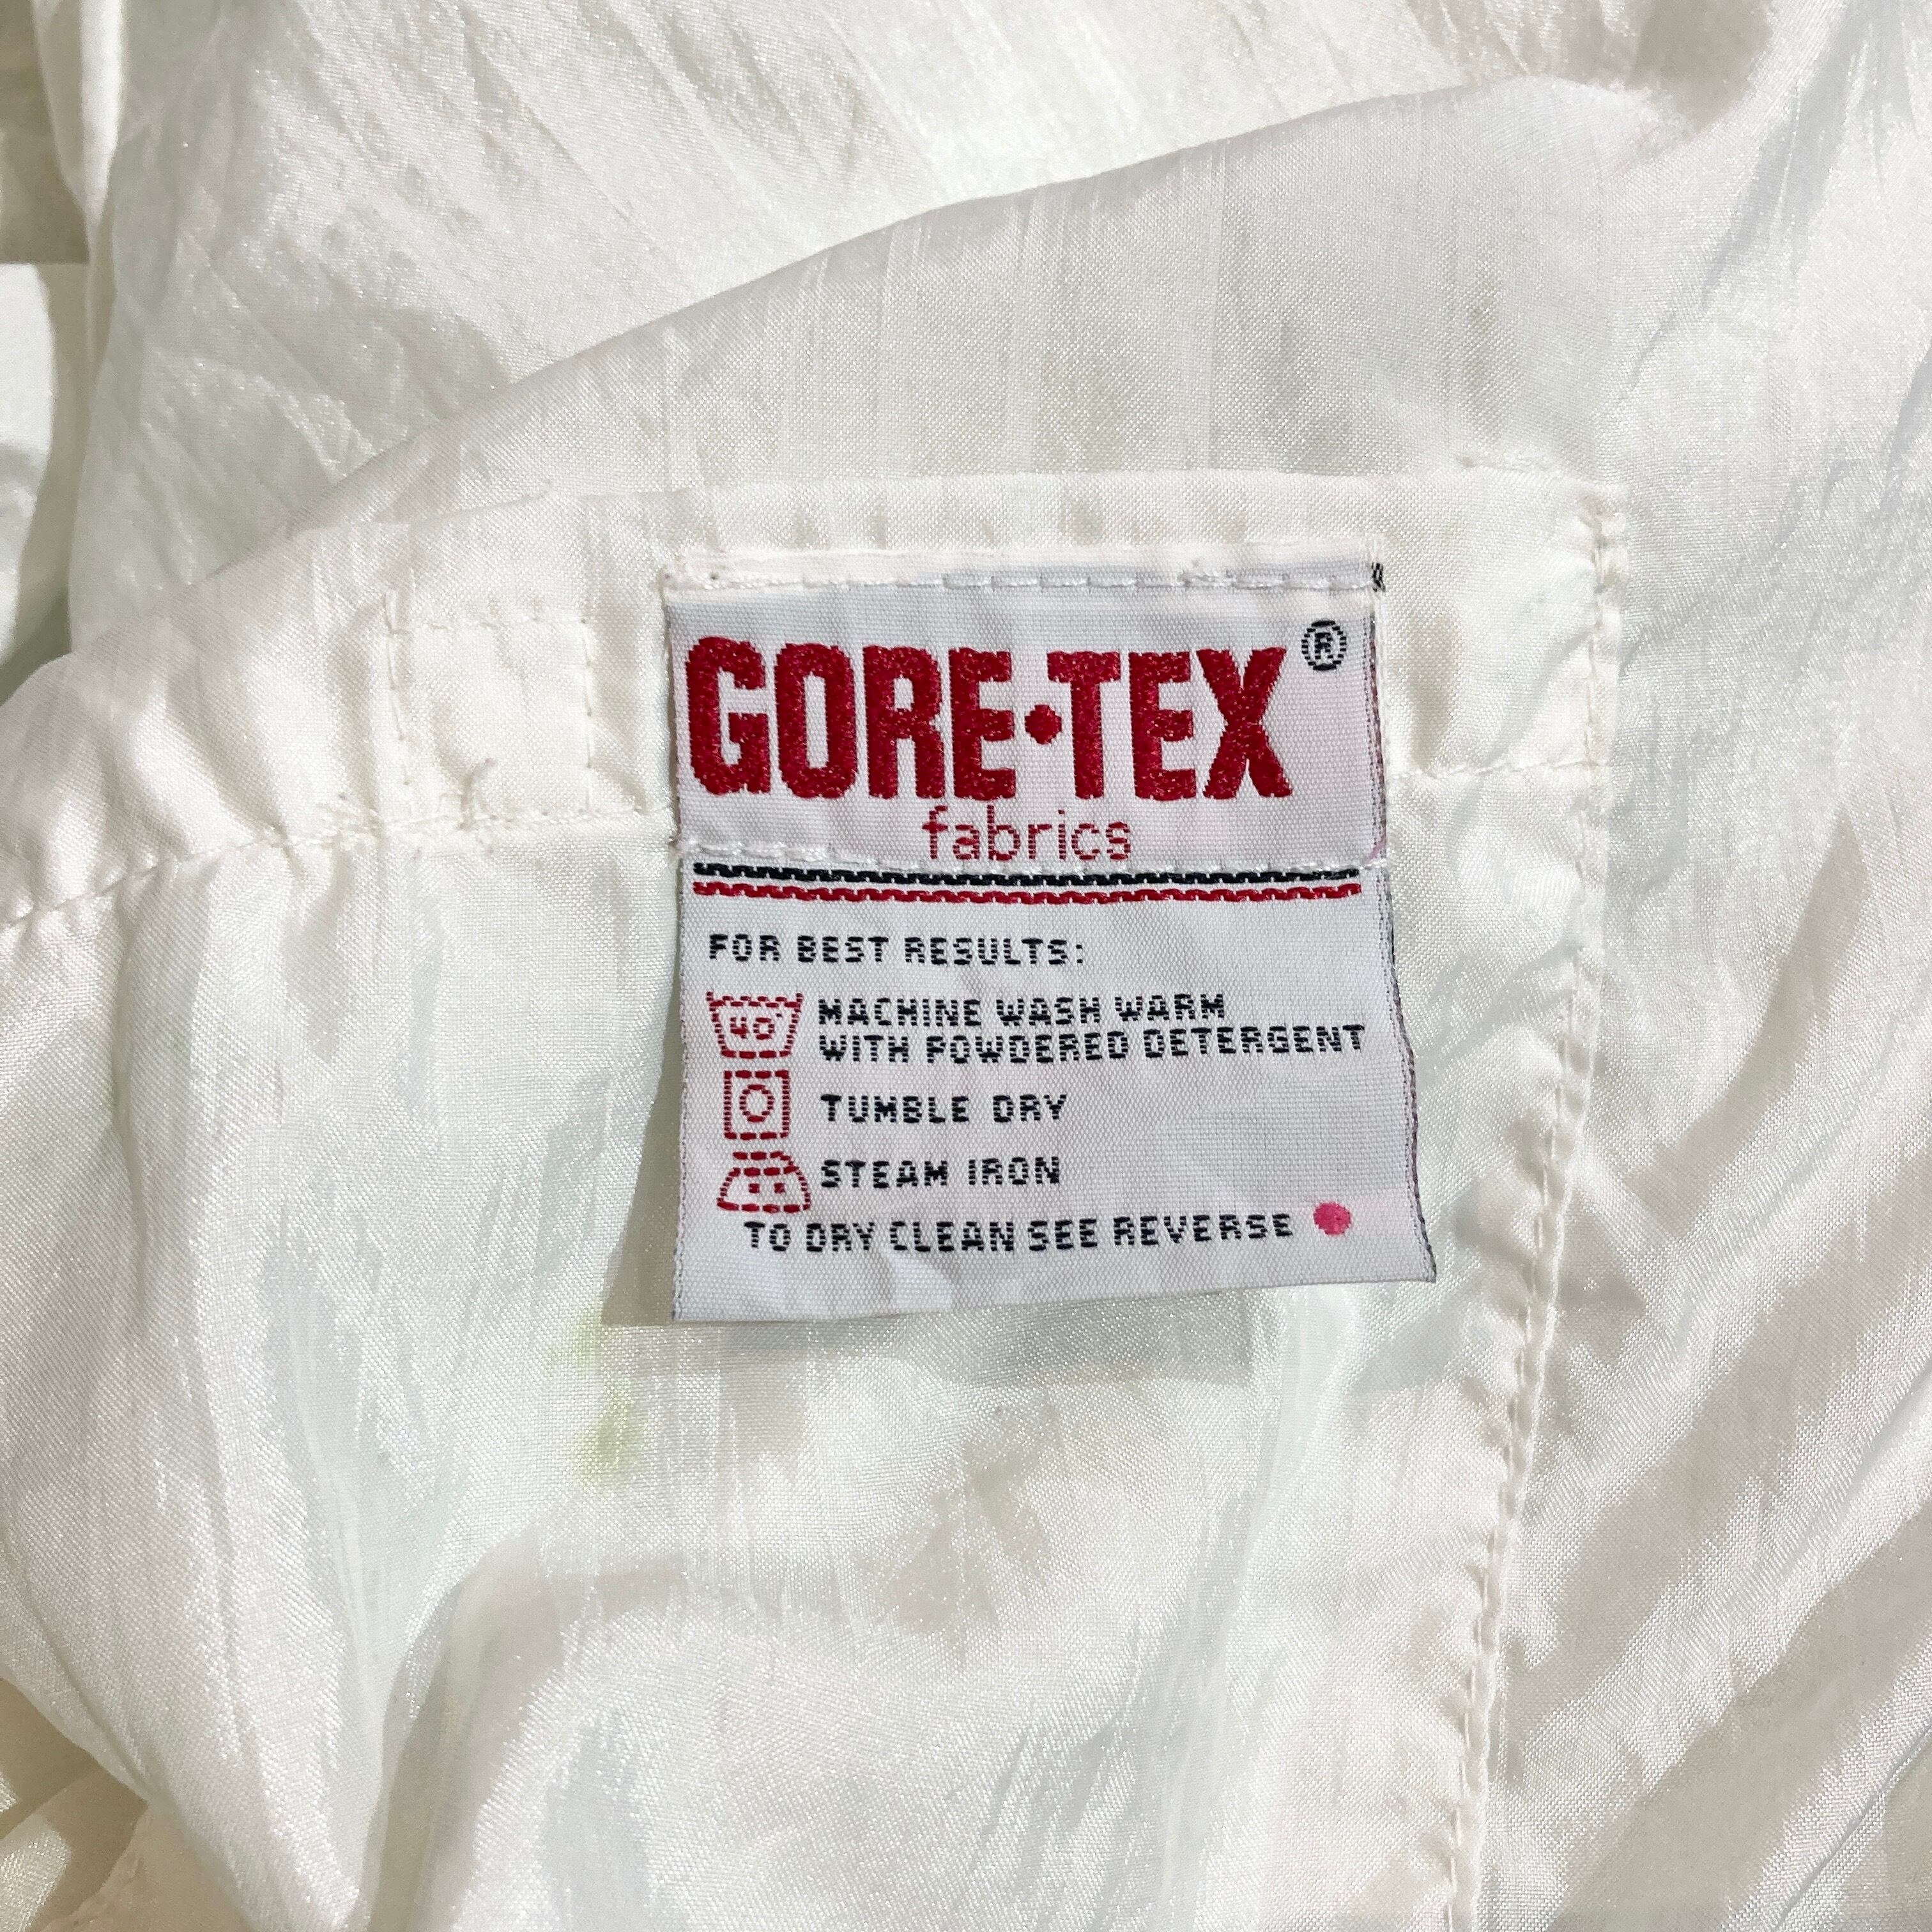 GORE·TEX®
fabrics
FOR BEST RESULTS:
40° MACHINE WASH WARM
WITH POWDERED DETERGENT
TUMBLE DRY
STEAM IRON
TO DRY CLEAN SEE REVERSE